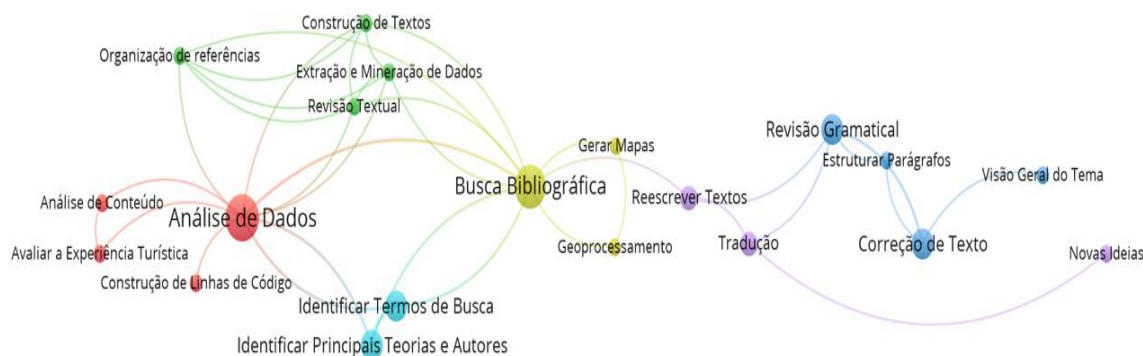 Construção de Textos
Organização de referências
Extração e Mineração de Dados
Revisão Textual
Revisão Gramatical
Gerar Mapas
Estruturar Parágrafos
Visão Geral do Tema
Busca Bibliográfica
Reescrever Textos
Análise de Conteúdo
Análise de Dados
Tradução
Correção de Texto
Geoprocessamento
Avaliar a Experiência Turística
Novas Ideias
Construção de Linhas de Código
Identificar Termos de Busca
Identificar Principais Teorias e Autores